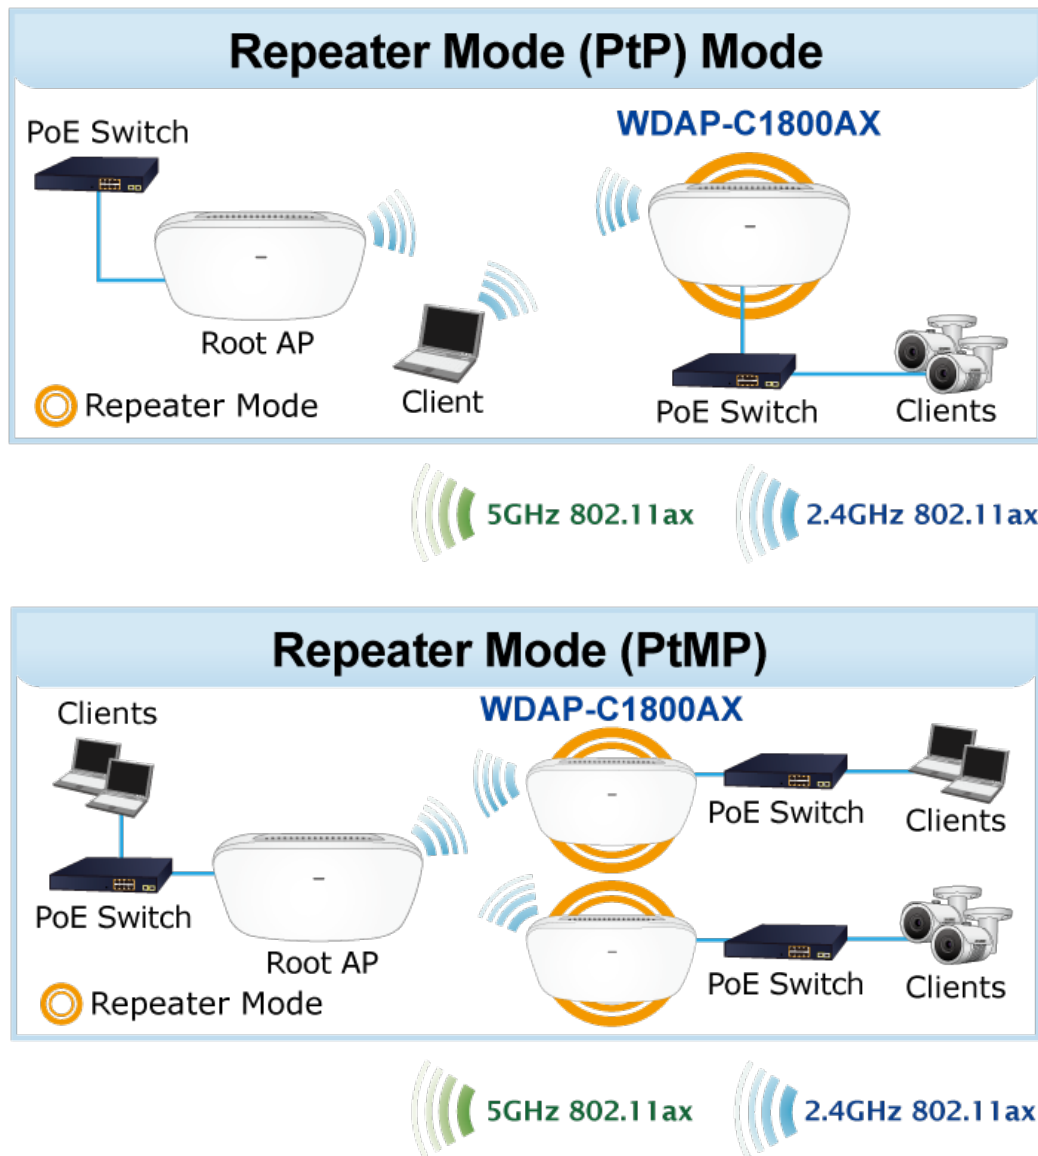 Repeater Mode (PtP) Mode
PoE Switch
WDAP-C1800AX
Root AP
Client
PoE Switch
Clients
Repeater Mode
5GHz 802.11ax
2.4GHz 802.11ax
Repeater Mode (PtMP)
Clients
WDAP-C1800AX
PoE Switch
Clients
PoE Switch
Root AP
PoE Switch
Clients
Repeater Mode
5GHz 802.11ax
2.4GHz 802.11ax